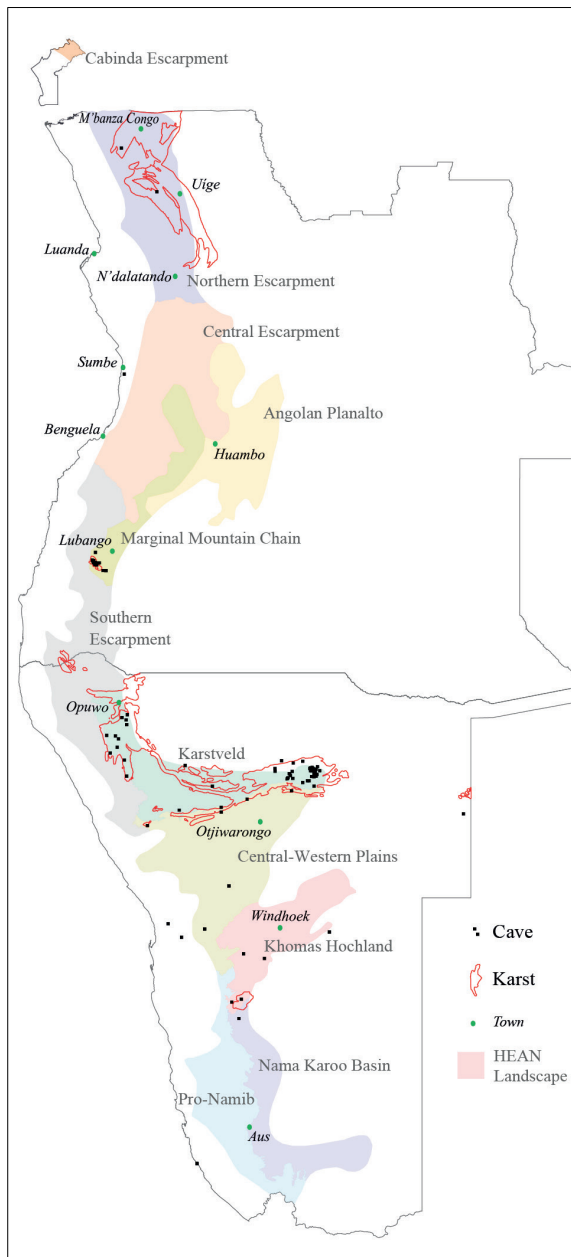 Cabinda Escarpment
M'banza Congo
Uíge
Luanda
N'dalatando
Northern Escarpment
Central Escarpment
Sumbe
Angolan Planalto
Benguela
Huambo
Lubango
Marginal Mountain Chain
Southern
Escarpment
Opuwo
Karstveld
Otjiwarongo
Central-Western Plains
Windhoek
Cave
Khomas Hochland
Karst
Town
HEAN
Landscape
Nama Karoo Basin
Pro-Namib
Aus